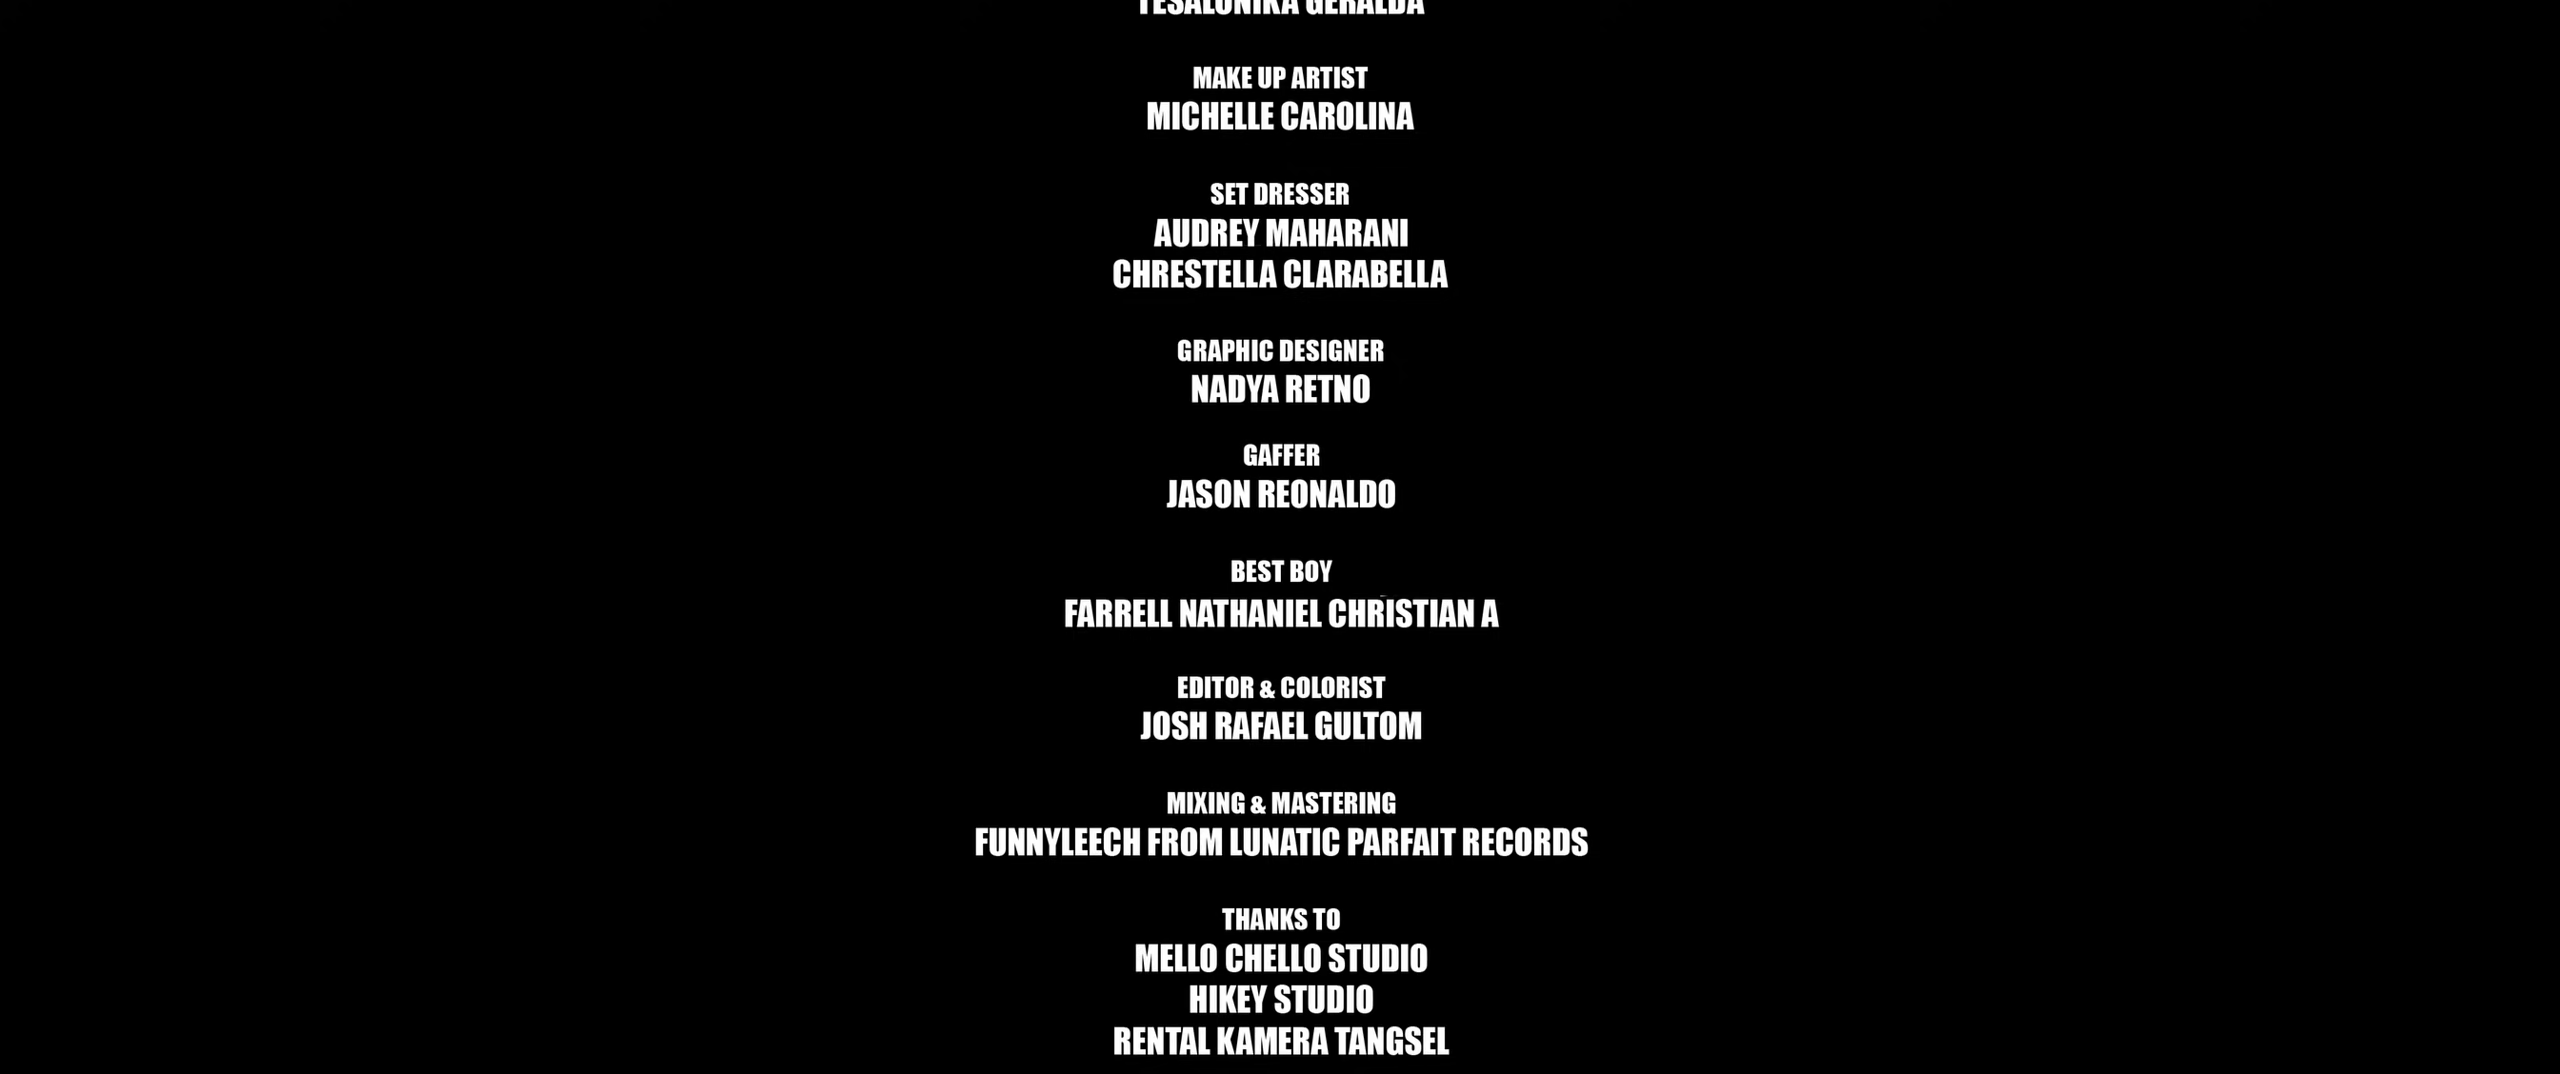 TESALONIKA GERALDA
MAKE UP ARTIST
MICHELLE CAROLINA
SET DRESSER
AUDREY MAHARANI
CHRESTELLA CLARABELLA
GRAPHIC DESIGNER
NADYA RETNO
GAFFER
JASON REONALDO
BEST BOY
FARRELL NATHANIEL CHRISTIAN A
EDITOR & COLORIST
JOSH RAFAEL GULTOM
MIXING & MASTERING
FUNNYLEECH FROM LUNATIC PARFAIT RECORDS
THANKS TO
MELLO CHELLO STUDIO
HIKEY STUDIO
RENTAL KAMERA TANGSEL